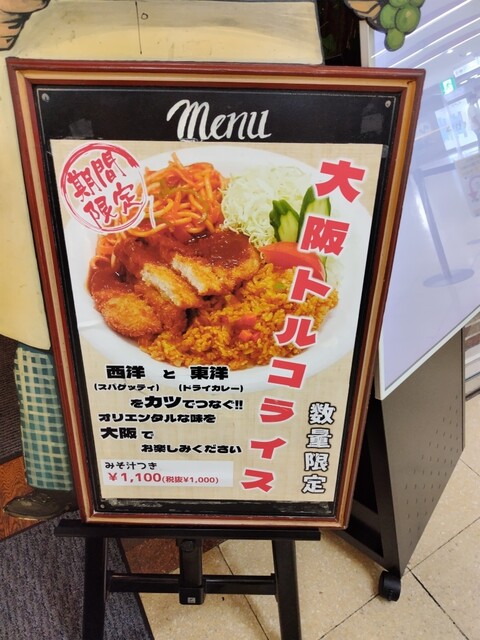 menu
期間
限定
大阪トルコライス
数量限定
西洋 と 東洋
(スパゲッティ) (ドライカレー)
をカツでつなぐ!!
オリエンタルな味を
大阪で
お楽しみください
みそ汁つき
¥1,100(税抜¥1,000)